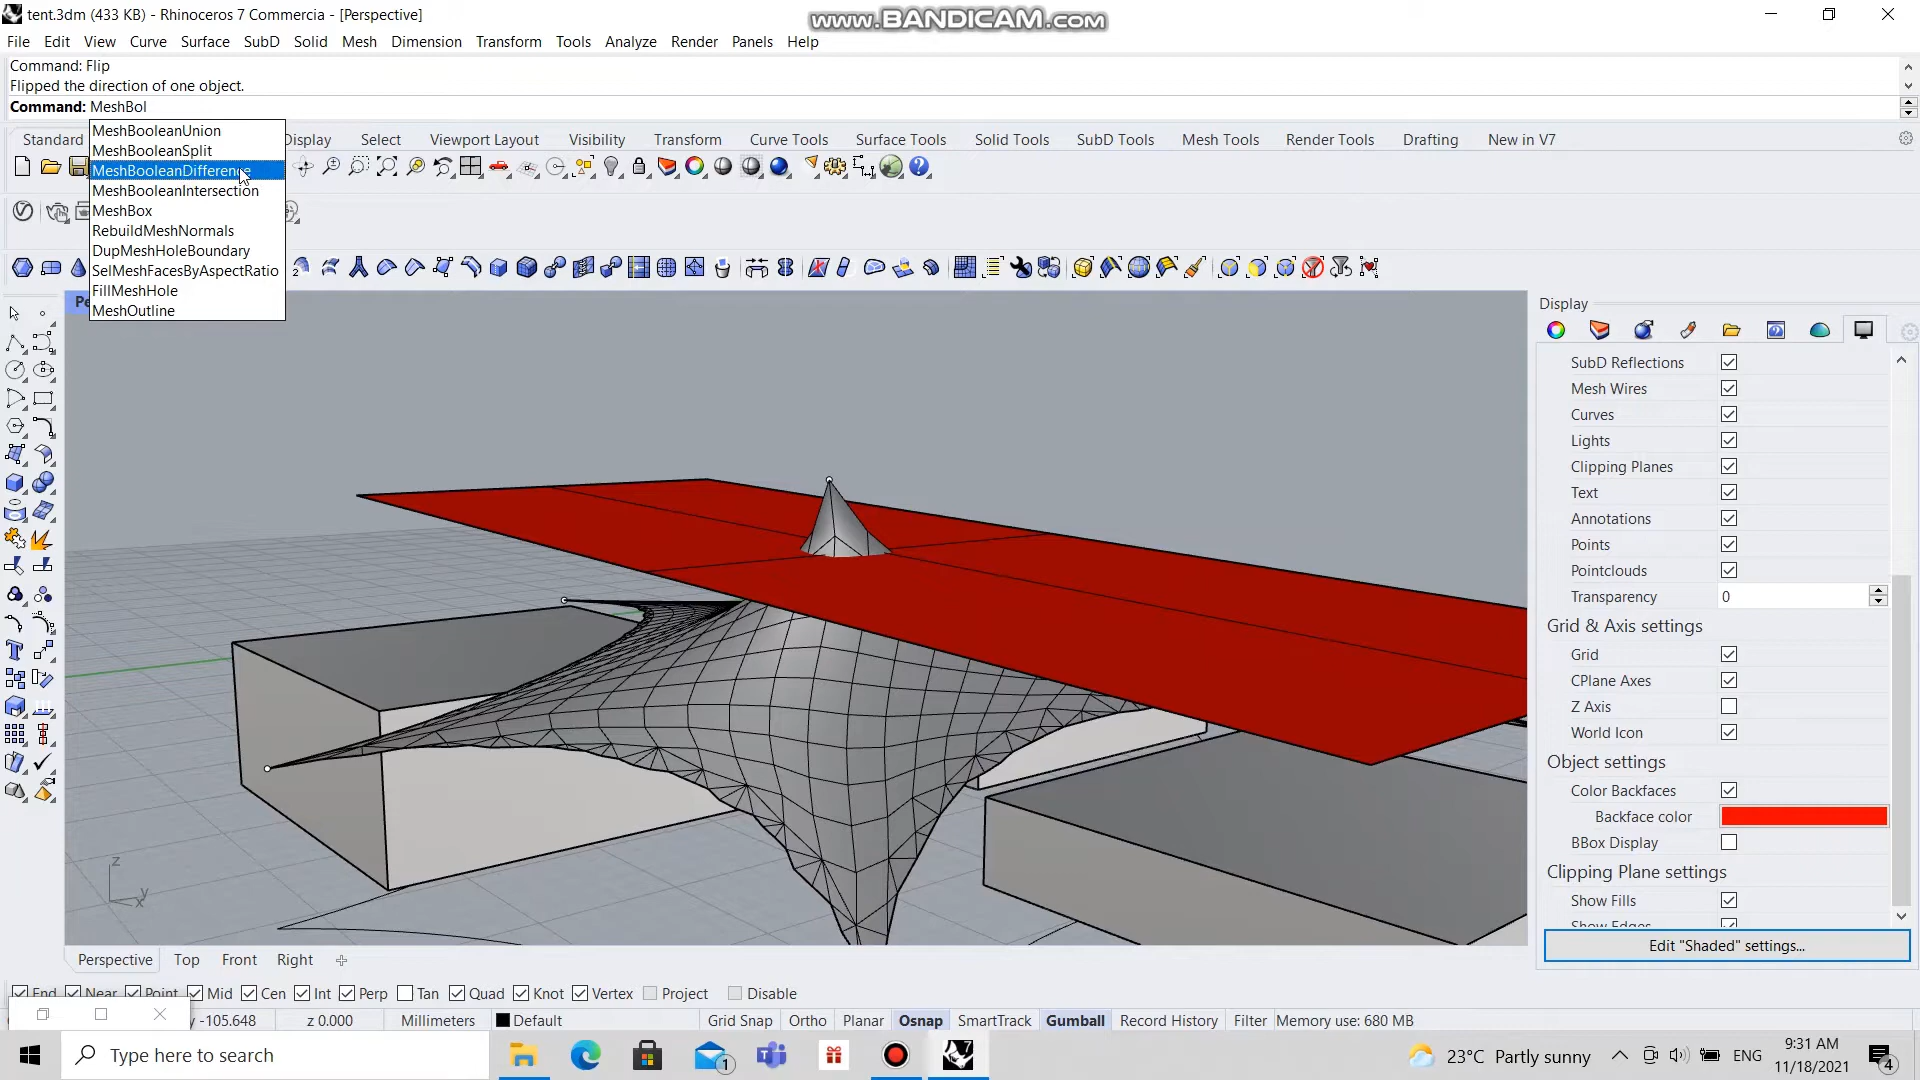 tent.3dm (433 KB) - Rhinoceros 7 Commercia - [Perspective]
www.BANDICAM.com
File Edit View Curve Surface SubD Solid Mesh Dimension Transform Tools Analyze Render Panels Help
Command: Flip
Flipped the direction of one object.
Command: MeshBol
MeshBooleanUnion
MeshBooleanSplit
MeshBooleanDifference
MeshBooleanIntersection
MeshBox
RebuildMeshNormals
DupMeshHoleBoundary
SelMeshFacesByAspectRatio
FillMeshHole
MeshOutline
Standard Display Select Viewport Layout Visibility Transform Curve Tools Surface Tools Solid Tools SubD Tools Mesh Tools Render Tools Drafting New in V7
Pe
Display
SubD Reflections
Mesh Wires
Curves
Lights
Clipping Planes
Text
Annotations
Points
Pointclouds
Transparency 0
Grid & Axis settings
Grid
CPlane Axes
Z Axis
World Icon
Object settings
Color Backfaces
Backface color
BBox Display
Clipping Plane settings
Show Fills
Show Edges
Edit "Shaded" settings...
z
y
x
Perspective Top Front Right
End Near Point Mid Cen Int Perp Tan Quad Knot Vertex Project Disable
y -105.648 z 0.000 Millimeters Default Grid Snap Ortho Planar Osnap SmartTrack Gumball Record History Filter Memory use: 680 MB
Type here to search
1
23°C Partly sunny
ENG
9:31 AM
11/18/2021
4